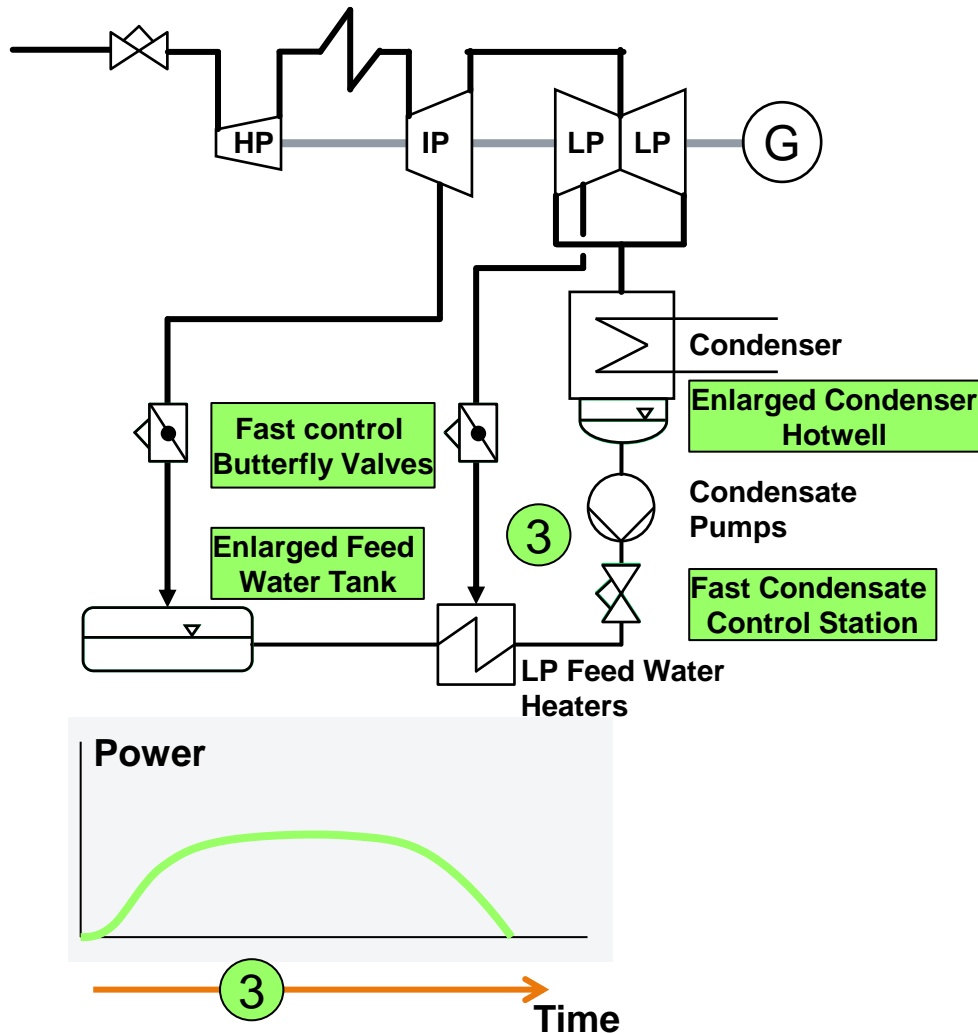 HP
IP
LP
LP
G
Condenser
Enlarged Condenser
Hotwell
Fast control
Butterfly Valves
Condensate
Pumps
3
Enlarged Feed
Water Tank
Fast Condensate
Control Station
LP Feed Water
Heaters
Power
3
Time